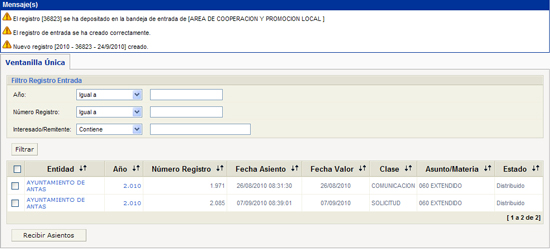 Mensaje(s)
El registro [36823] se ha depositado en la bandeja de entrada de [AREA DE COOPERACION Y PROMOCION LOCAL ]
El registro de entrada se ha creado correctamente.
Nuevo registro [2010 - 36823 - 24/9/2010] creado.
Ventanilla Única
Filtro Registro Entrada
Año: Igual a
Número Registro: Igual a
Interesado/Remitente: Contiene
Filtrar
Entidad Año Número Registro Fecha Asiento Fecha Valor Clase Asunto/Materia Estado
AYUNTAMIENTO DE ANTAS 2.010 1.971 26/08/2010 08:31:30 26/08/2010 COMUNICACION 060 EXTENDIDO Distribuido
AYUNTAMIENTO DE ANTAS 2.010 2.085 07/09/2010 08:39:01 07/09/2010 SOLICITUD 060 EXTENDIDO Distribuido
[ 1 a 2 de 2]
Recibir Asientos